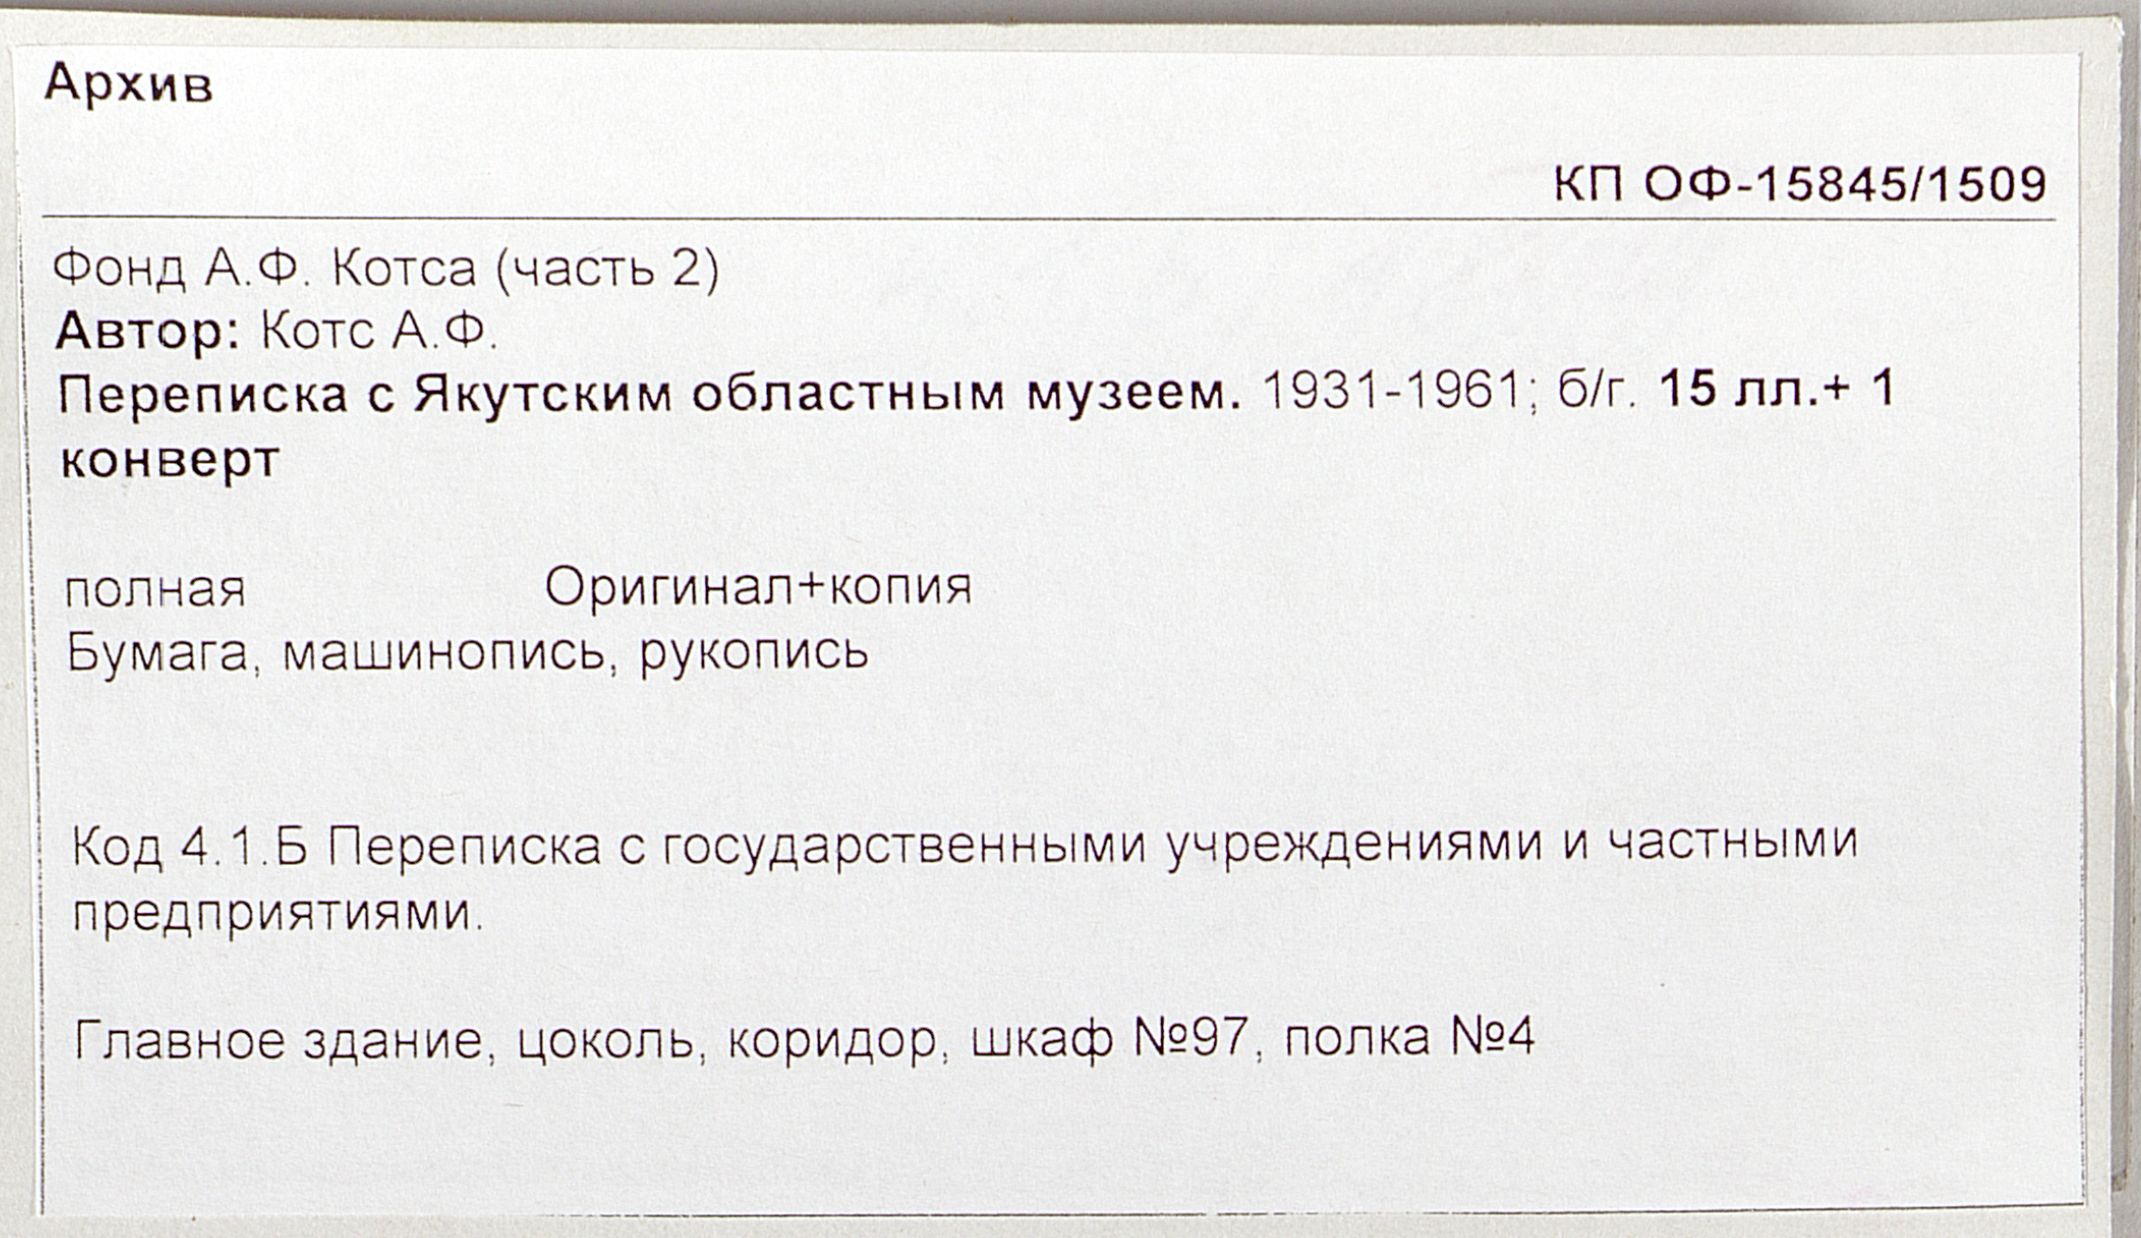 Архив
КП ОФ-15845/1509
Фонд А.Ф. Котса (часть 2)
Автор: Котс А.Ф.
Переписка с Якутским областным музеем. 1931-1961; б/г. 15 лл.+ 1
конверт
полная Оригинал+копия
Бумага, машинопись, рукопись
Код 4.1.Б Переписка с государственными учреждениями и частными
предприятиями.
Главное здание, цоколь, коридор, шкаф №97, полка №4